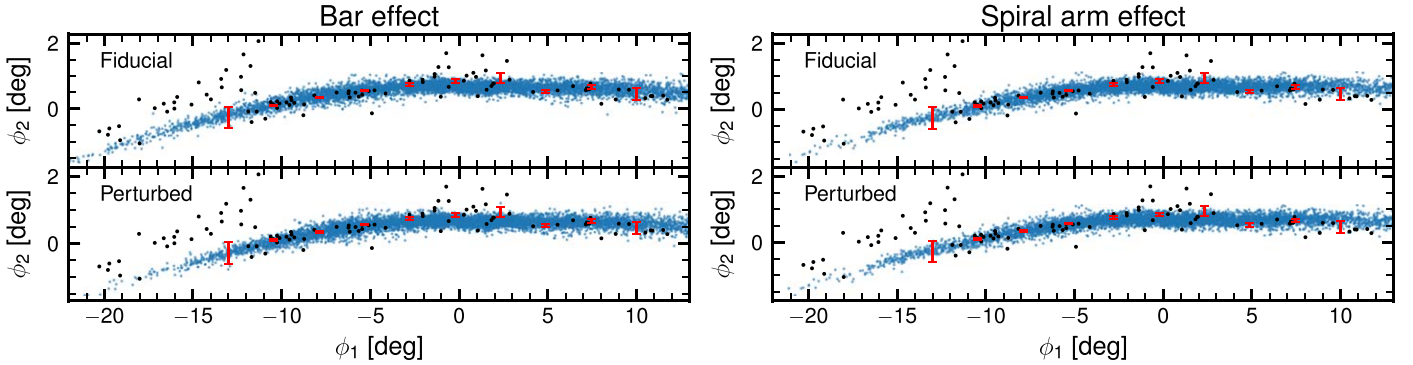 Bar effect
Spiral arm effect
Fiducial
Fiducial
2
0
ϕ2 [deg]
2
0
ϕ2 [deg]
Perturbed
Perturbed
2
0
ϕ2 [deg]
2
0
ϕ2 [deg]
−20 −15 −10 −5 0 5 10
−20 −15 −10 −5 0 5 10
ϕ1 [deg]
ϕ1 [deg]